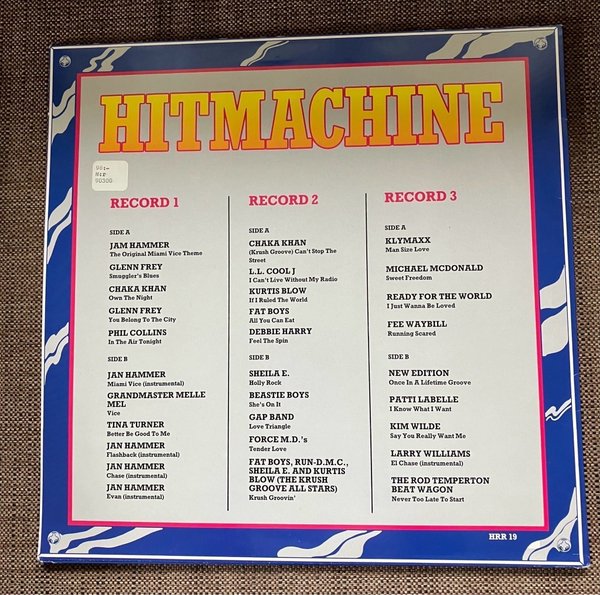 HITMACHINE
98:-
90300
RECORD 1
SIDE A
JAM HAMMER
The Original Miami Vice Theme
GLENN FREY
Smuggler's Blues
CHAKA KHAN
Own The Night
GLENN FREY
You Belong To The City
PHIL COLLINS
In The Air Tonight
SIDE B
JAN HAMMER
Miami Vice (instrumental)
GRANDMASTER MELLE
MEL
Vice
TINA TURNER
Better Be Good To Me
JAN HAMMER
Flashback (instrumental)
JAN HAMMER
Chase (instrumental)
JAN HAMMER
Evan (instrumental)
RECORD 2
SIDE A
CHAKA KHAN
(Krush Groove) Can't Stop The
Street
L.L. COOL J
I Can't Live Without My Radio
KURTIS BLOW
If I Ruled The World
FAT BOYS
All You Can Eat
DEBBIE HARRY
Feel The Spin
SIDE B
SHEILA E.
Holly Rock
BEASTIE BOYS
She's On It
GAP BAND
Love Triangle
FORCE M.D.'s
Tender Love
FAT BOYS, RUN-D.M.C.,
SHEILA E. AND KURTIS
BLOW (THE KRUSH
GROOVE ALL STARS)
Krush Groovin'
RECORD 3
SIDE A
KLYMAXX
Man Size Love
MICHAEL MCDONALD
Sweet Freedom
READY FOR THE WORLD
I Just Wanna Be Loved
FEE WAYBILL
Running Scared
SIDE B
NEW EDITION
Once In A Lifetime Groove
PATTI LABELLE
I Know What I Want
KIM WILDE
Say You Really Want Me
LARRY WILLIAMS
El Chase (instrumental)
THE ROD TEMPERTON
BEAT WAGON
Never Too Late To Start
HRR 19